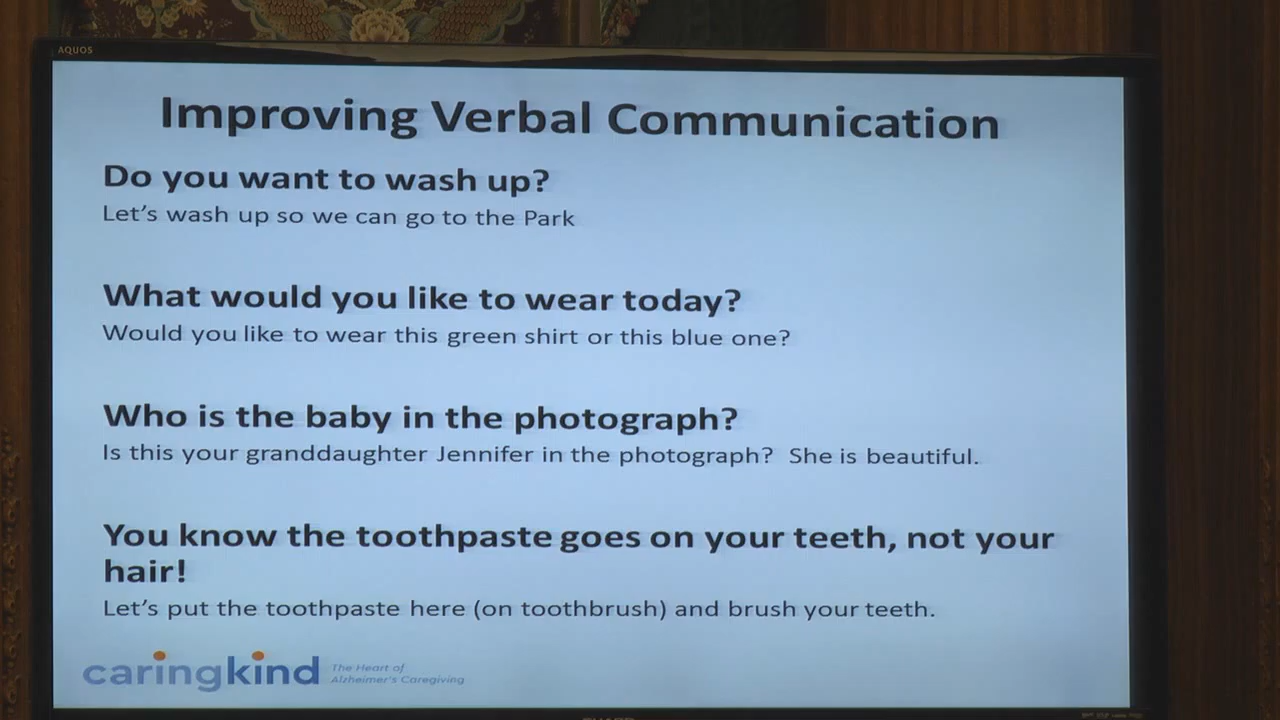 AQUOS
Improving Verbal Communication
Do you want to wash up?
Let's wash up so we can go to the Park
What would you like to wear today?
Would you like to wear this green shirt or this blue one?
Who is the baby in the photograph?
Is this your granddaughter Jennifer in the photograph? She is beautiful.
You know the toothpaste goes on your teeth, not your
hair!
Let's put the toothpaste here (on toothbrush) and brush your teeth.
caringkind The Heart of
Alzheimer's Caregiving